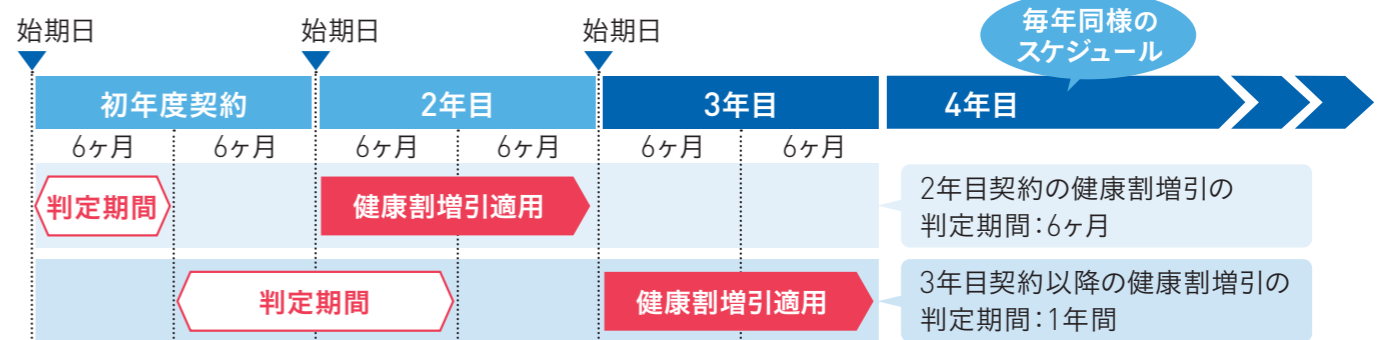 毎年同様の
スケジュール
始期日
始期日
始期日
初年度契約
2年目
3年目
4年目
6ヶ月
6ヶ月
6ヶ月
6ヶ月
6ヶ月
6ヶ月
判定期間
健康割増引適用
2年目契約の健康割増引の
判定期間：6ヶ月
判定期間
健康割増引適用
3年目契約以降の健康割増引の
判定期間：1年間